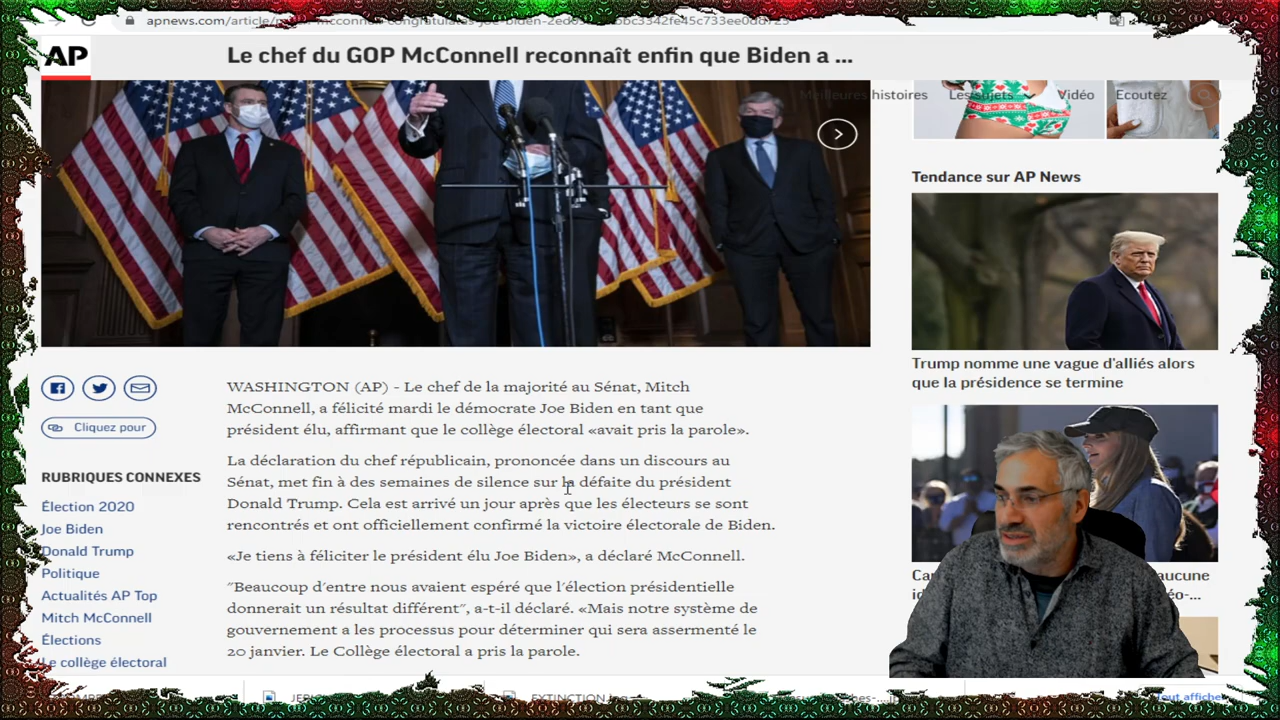 apnews.com/article/
AP
Le chef du GOP McConnell reconnaît enfin que Biden a ...
Meilleures histoires Les sujets Vidéo Ecoutez
Cliquez pour
RUBRIQUES CONNEXES
Élection 2020
Joe Biden
Donald Trump
Politique
Actualités AP Top
Mitch McConnell
Élections
Le collège électoral
WASHINGTON (AP) - Le chef de la majorité au Sénat, Mitch
McConnell, a félicité mardi le démocrate Joe Biden en tant que
président élu, affirmant que le collège électoral «avait pris la parole».
La déclaration du chef républicain, prononcée dans un discours au
Sénat, met fin à des semaines de silence sur la défaite du président
Donald Trump. Cela est arrivé un jour après que les électeurs se sont
rencontrés et ont officiellement confirmé la victoire électorale de Biden.
«Je tiens à féliciter le président élu Joe Biden», a déclaré McConnell.
"Beaucoup d'entre nous avaient espéré que l'élection présidentielle
donnerait un résultat différent", a-t-il déclaré. «Mais notre système de
gouvernement a les processus pour déterminer qui sera assermenté le
20 janvier. Le Collège électoral a pris la parole.
Tendance sur AP News
Trump nomme une vague d'alliés alors
que la présidence se termine
aucune
EXTINCTION